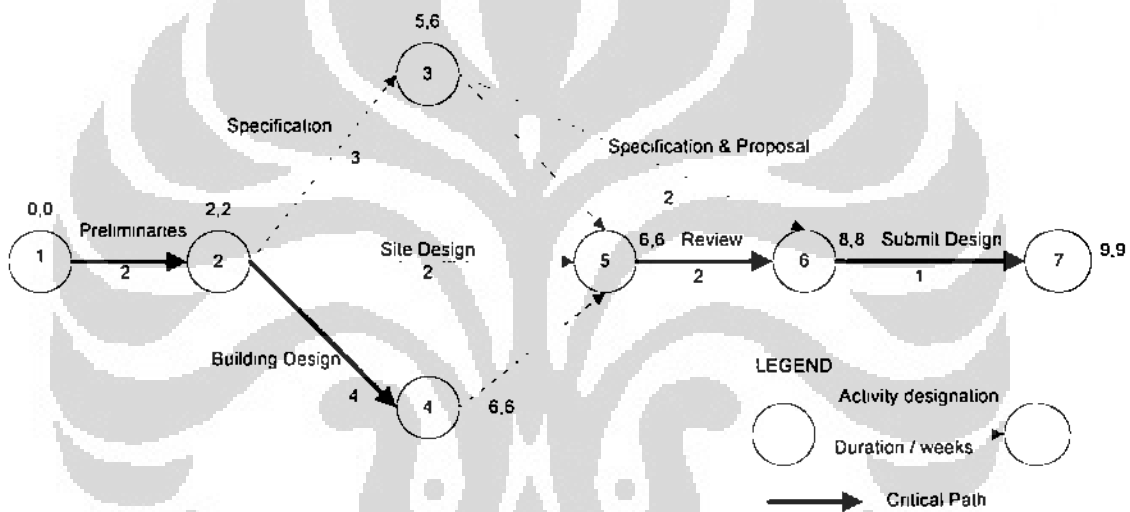 5,6
3
Specification
3
Specification & Proposal
2
0,0
Preliminaries
2,2
1
2
2
Site Design
2
5
6,6
Review
2
6
8,8
Submit Design
1
7
9,9
Building Design
4
4
6,6
LEGEND
Activity designation
Duration / weeks
Critical Path